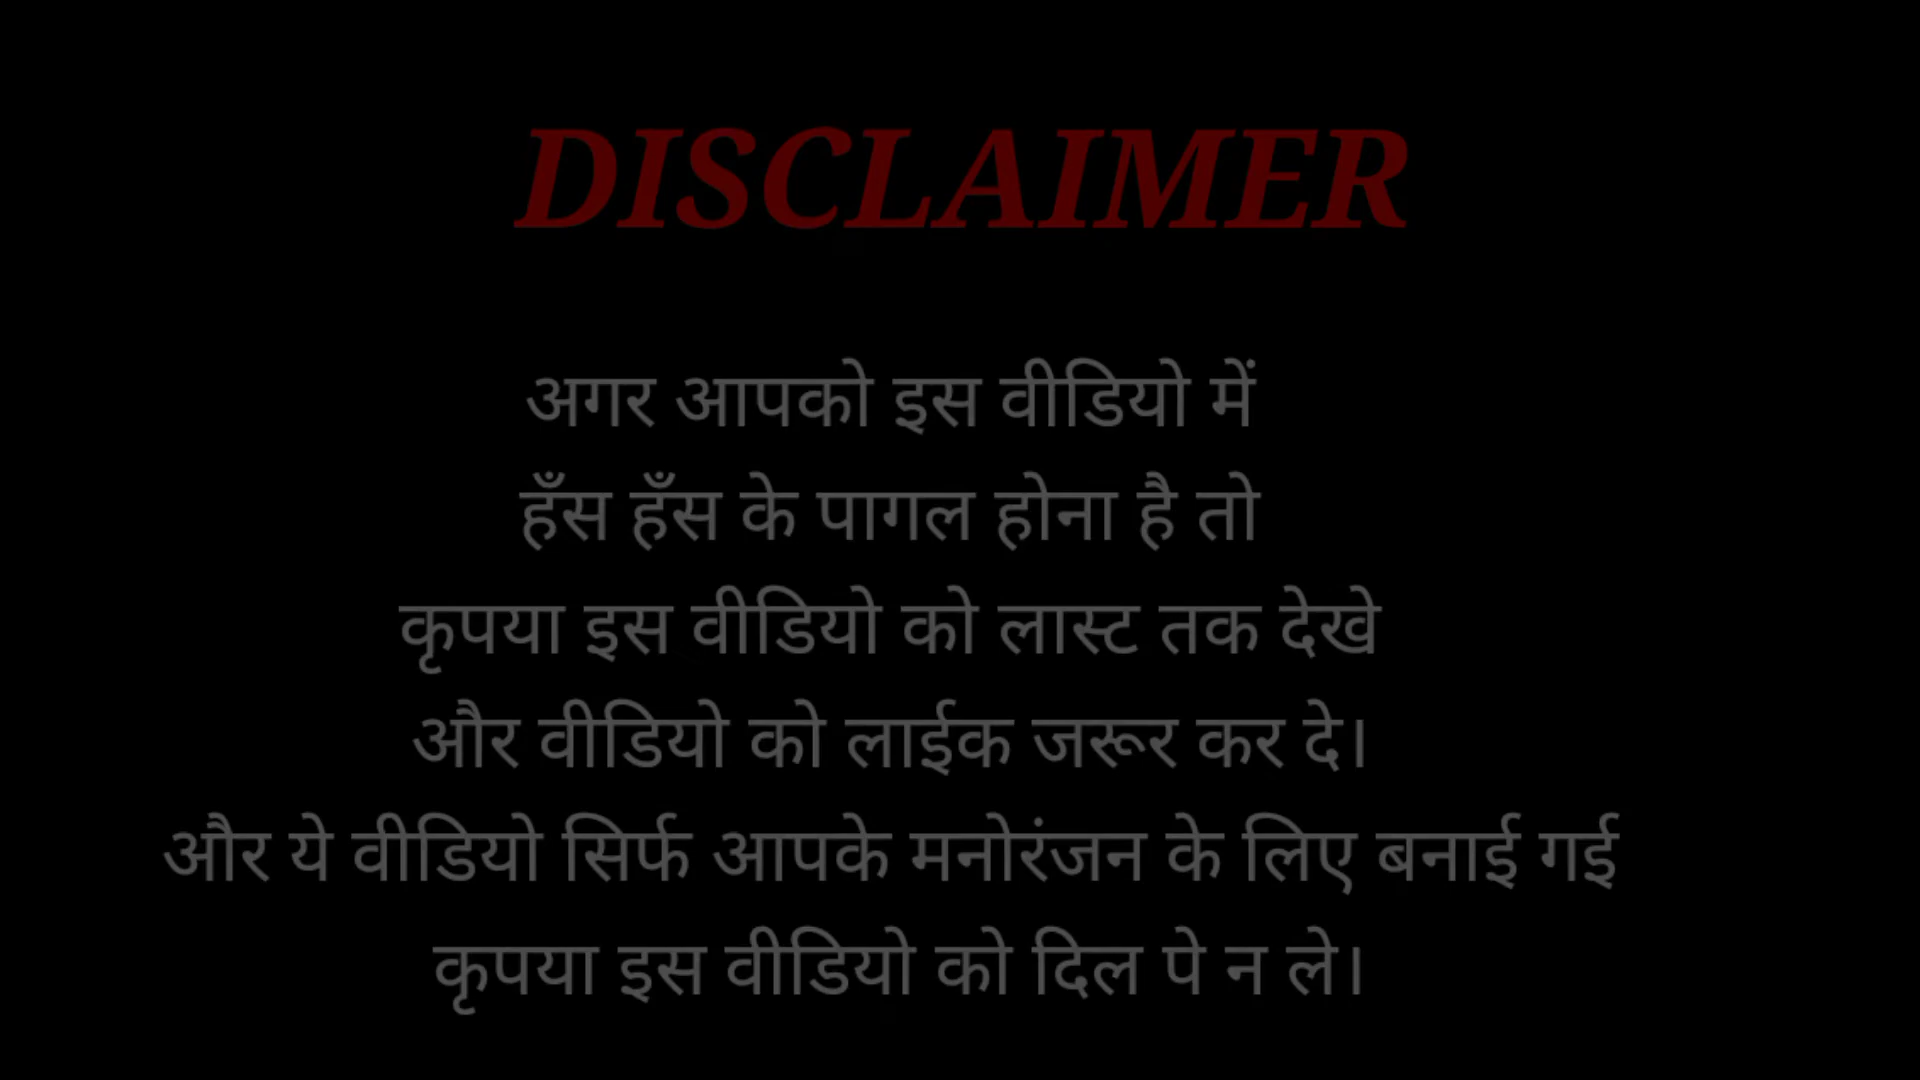 DISCLAIMER
अगर आपको इस वीडियो में
हँस हँस के पागल होना है तो
कृपया इस वीडियो को लास्ट तक देखे
और वीडियो को लाईक जरूर कर दे।
और ये वीडियो सिर्फ आपके मनोरंजन के लिए बनाई गई
कृपया इस वीडियो को दिल पे न ले।